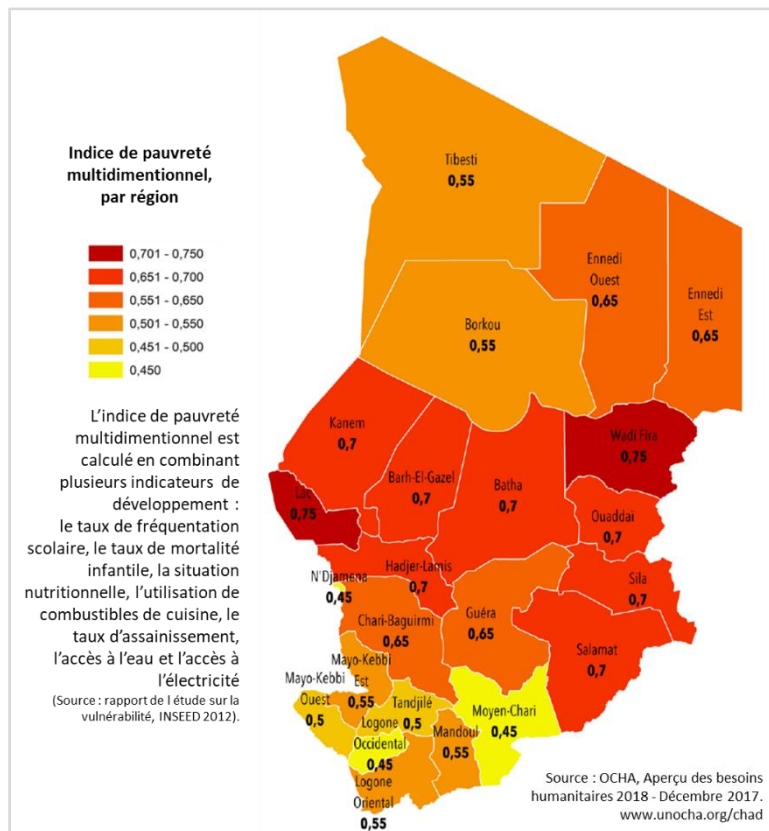 Indice de pauvreté
multidimentionnel,
par région
0,701 - 0,750
0,651 - 0,700
0,551 - 0,650
0,501 - 0,550
0,451 - 0,500
0,450
L'indice de pauvreté
multidimentionnel est
calculé en combinant
plusieurs indicateurs de
développement :
le taux de fréquentation
scolaire, le taux de mortalité
infantile, la situation
nutritionnelle, l'utilisation de
combustibles de cuisine, le
taux d'assainissement,
l'accès à l'eau et l'accès à
l'électricité
(Source : rapport de l étude sur la
vulnérabilité, INSEED 2012).
Tibesti
0,55
Ennedi
Ouest
0,65
Ennedi
Est
0,65
Borkou
0,55
Kanem
0,7
Barh-El-Gazel
0,7
Batha
0,7
Wadi Fira
0,75
Lac
0,75
Ouaddaï
0,7
Hadjer-Lamis
0,7
N'Djamena
0,45
Sila
0,7
Chari-Baguirmi
0,65
Guéra
0,65
Salamat
0,7
Mayo-Kebbi
Est
0,55
Mayo-Kebbi
Ouest
0,5
Tandjilé
0,5
Moyen-Chari
0,45
Logone
Occidental
0,45
Mandoul
0,55
Logone
Oriental
0,55
Source : OCHA, Aperçu des besoins
humanitaires 2018 - Décembre 2017.
www.unocha.org/chad